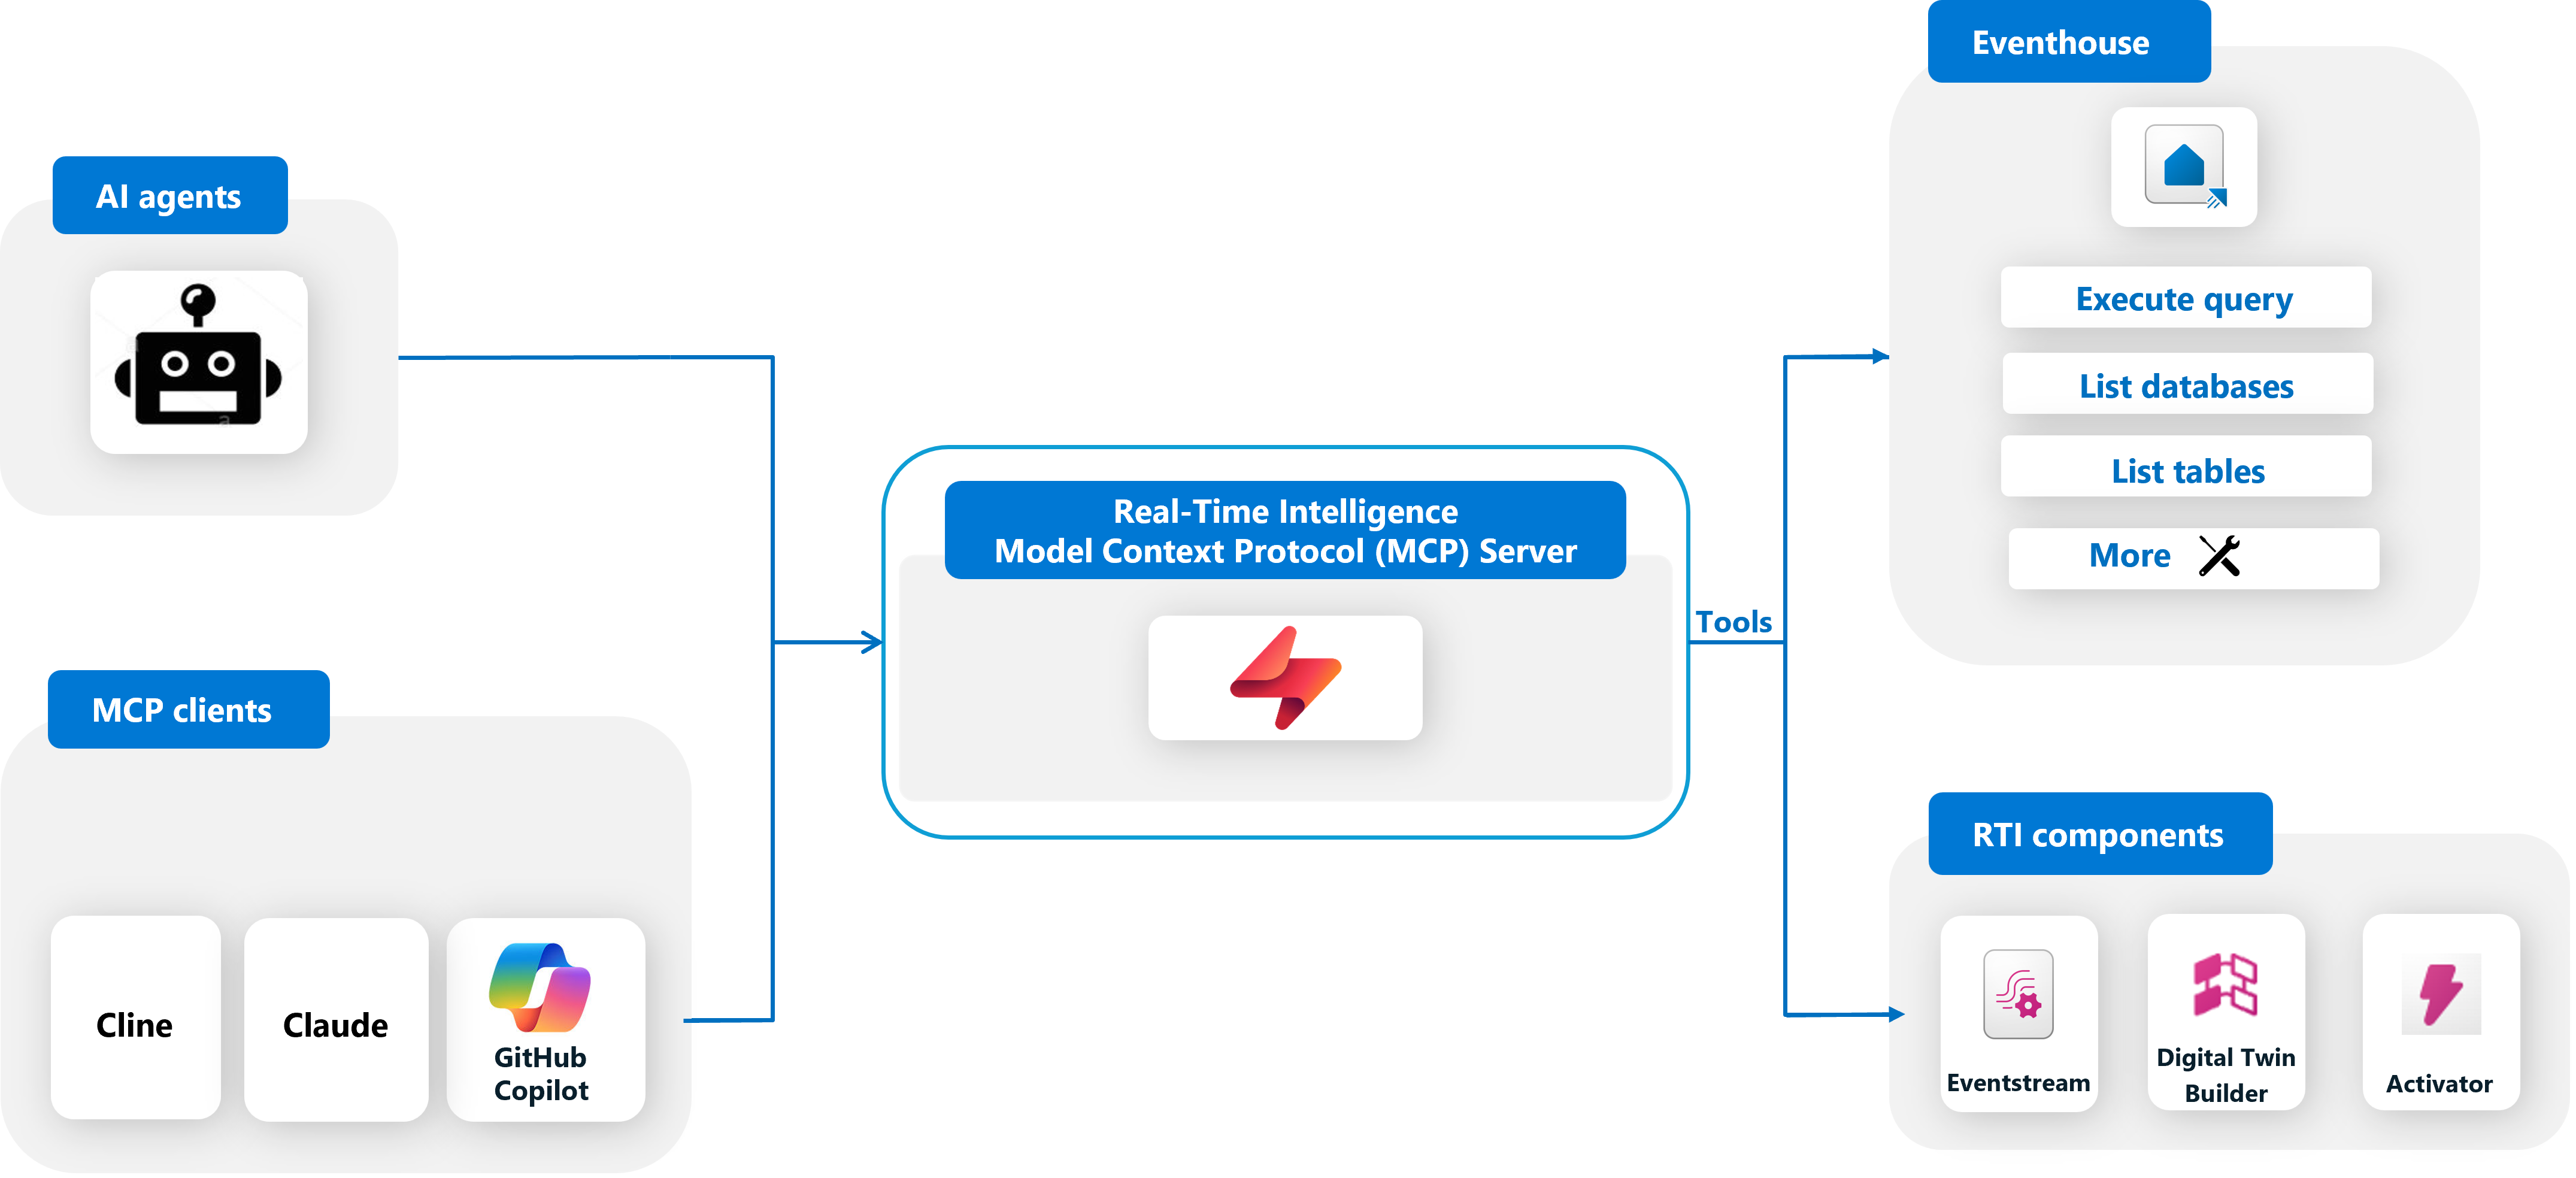 AI agents
MCP clients
Cline
Claude
GitHub
Copilot
Real-Time Intelligence
Model Context Protocol (MCP) Server
Tools
Eventhouse
Execute query
List databases
List tables
More
RTI components
Eventstream
Digital Twin
Builder
Activator